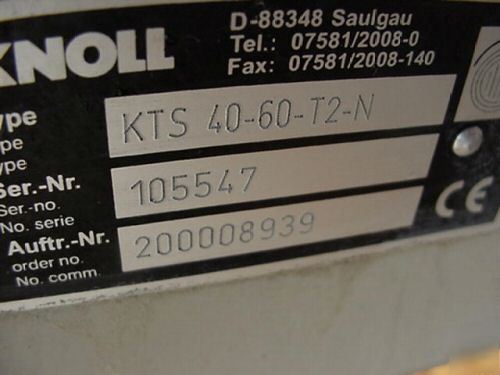 KNOLL
D-88348 Saulgau
Tel.: 07581/2008-0
Fax: 07581/2008-140
ype
ype
ype
KTS 40-60-T2-N
Ser.-Nr.
Ser.-no.
No. serie
105547
Auftr.-Nr.
order no.
No. comm.
200008939
CE